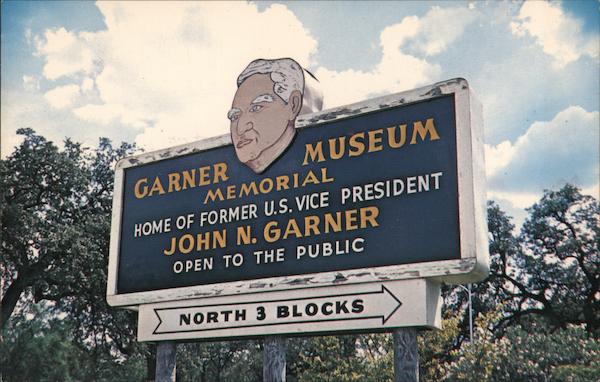 GARNER MUSEUM
MEMORIAL
HOME OF FORMER U.S. VICE PRESIDENT
JOHN N. GARNER
OPEN TO THE PUBLIC
NORTH 3 BLOCKS